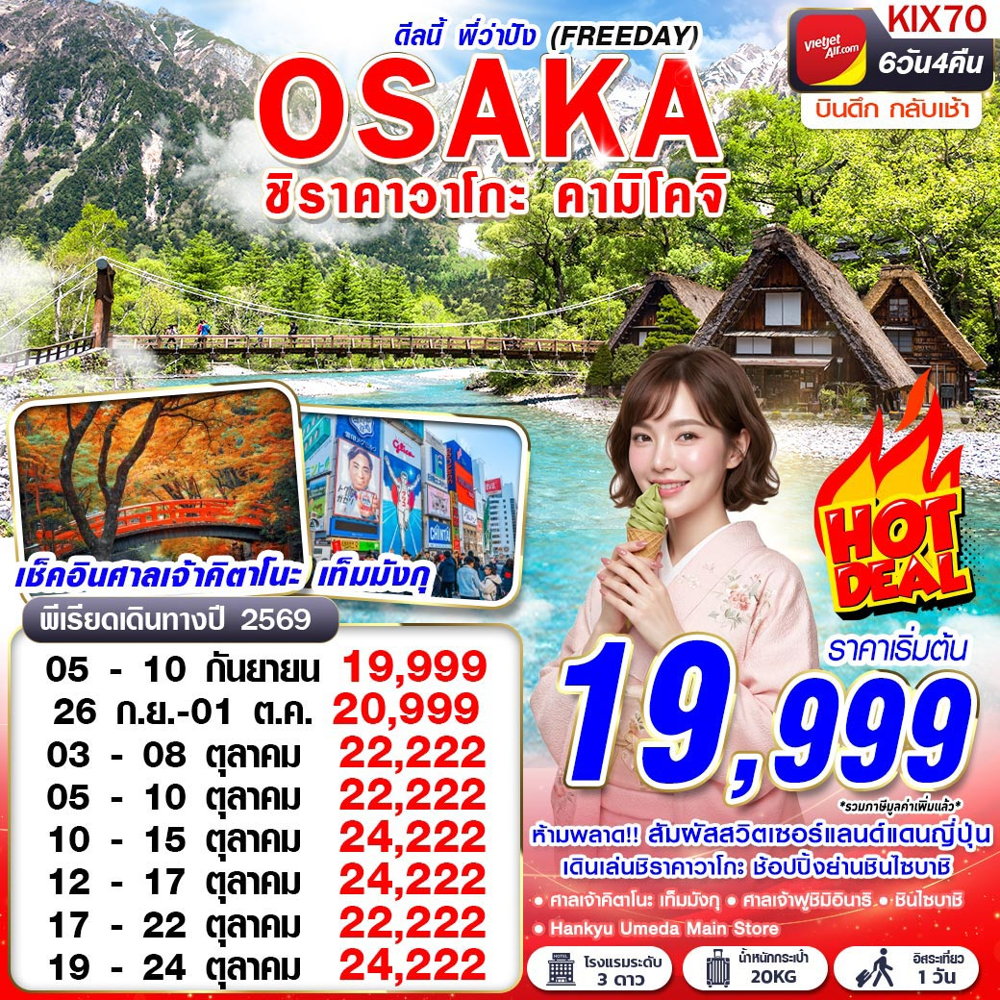 ดีลนี้ พี่ว่าปัง (FREEDAY)
OSAKA
ชิราคาวาโกะ คามิโคจิ
vietjet Air.com
KIX70
6วัน4คืน
บินดึก กลับเช้า
Glico
เช็คอินศาลเจ้าคิตาโนะ เท็มมังกุ
HOT DEAL
พีเรียดเดินทางปี 2569
05 - 10 กันยายน 19,999
26 ก.ย.-01 ต.ค. 20,999
03 - 08 ตุลาคม 22,222
05 - 10 ตุลาคม 22,222
10 - 15 ตุลาคม 24,222
12 - 17 ตุลาคม 24,222
17 - 22 ตุลาคม 22,222
19 - 24 ตุลาคม 24,222
ราคาเริ่มต้น
19,999
*รวมภาษีมูลค่าเพิ่มแล้ว*
ห้ามพลาด!! สัมผัสสวิตเซอร์แลนด์แดนญี่ปุ่น
เดินเล่นชิราคาวาโกะ ช้อปปิ้งย่านชินไซบาชิ
• ศาลเจ้าคิตาโนะ เท็มมังกุ • ศาลเจ้าฟูชิมิอินาริ • ชินไซบาชิ
• Hankyu Umeda Main Store
HOTEL
โรงแรมระดับ
3 ดาว
น้ำหนักกระเป๋า
20KG
อิสระเที่ยว
1 วัน